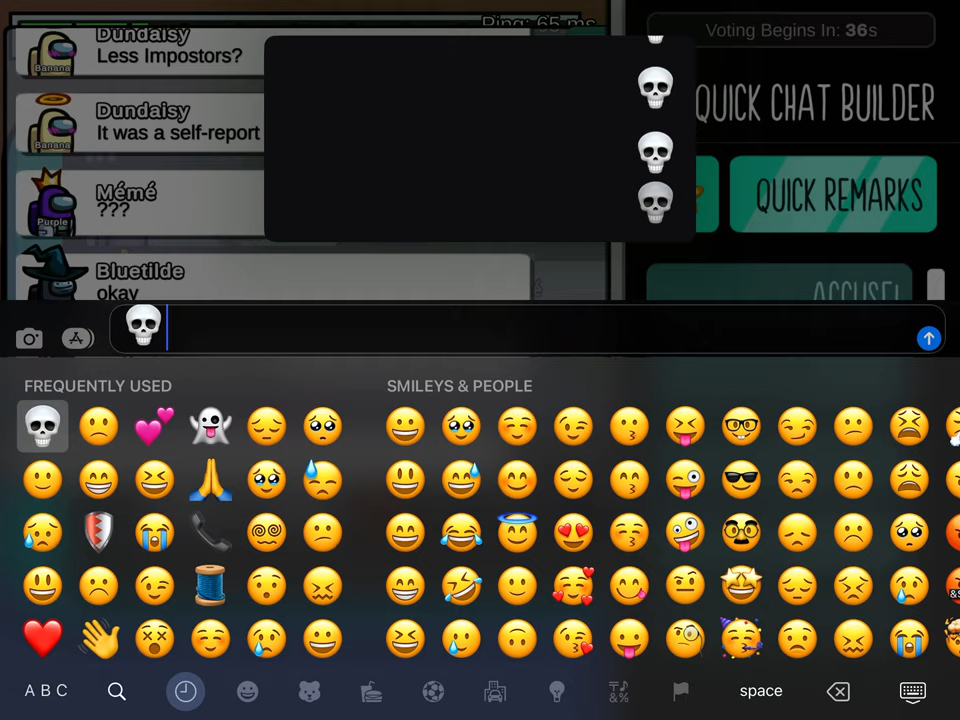 Ping: 65 ms
Dundaisy
Less Impostors?
Banana
Dundaisy
It was a self-report
Banana
Mémé
???
Purple
Bluetilde
okay
Voting Begins In: 36s
QUICK CHAT BUILDER
QUICK REMARKS
ACCUSE!
FREQUENTLY USED
SMILEYS & PEOPLE
ABC
space